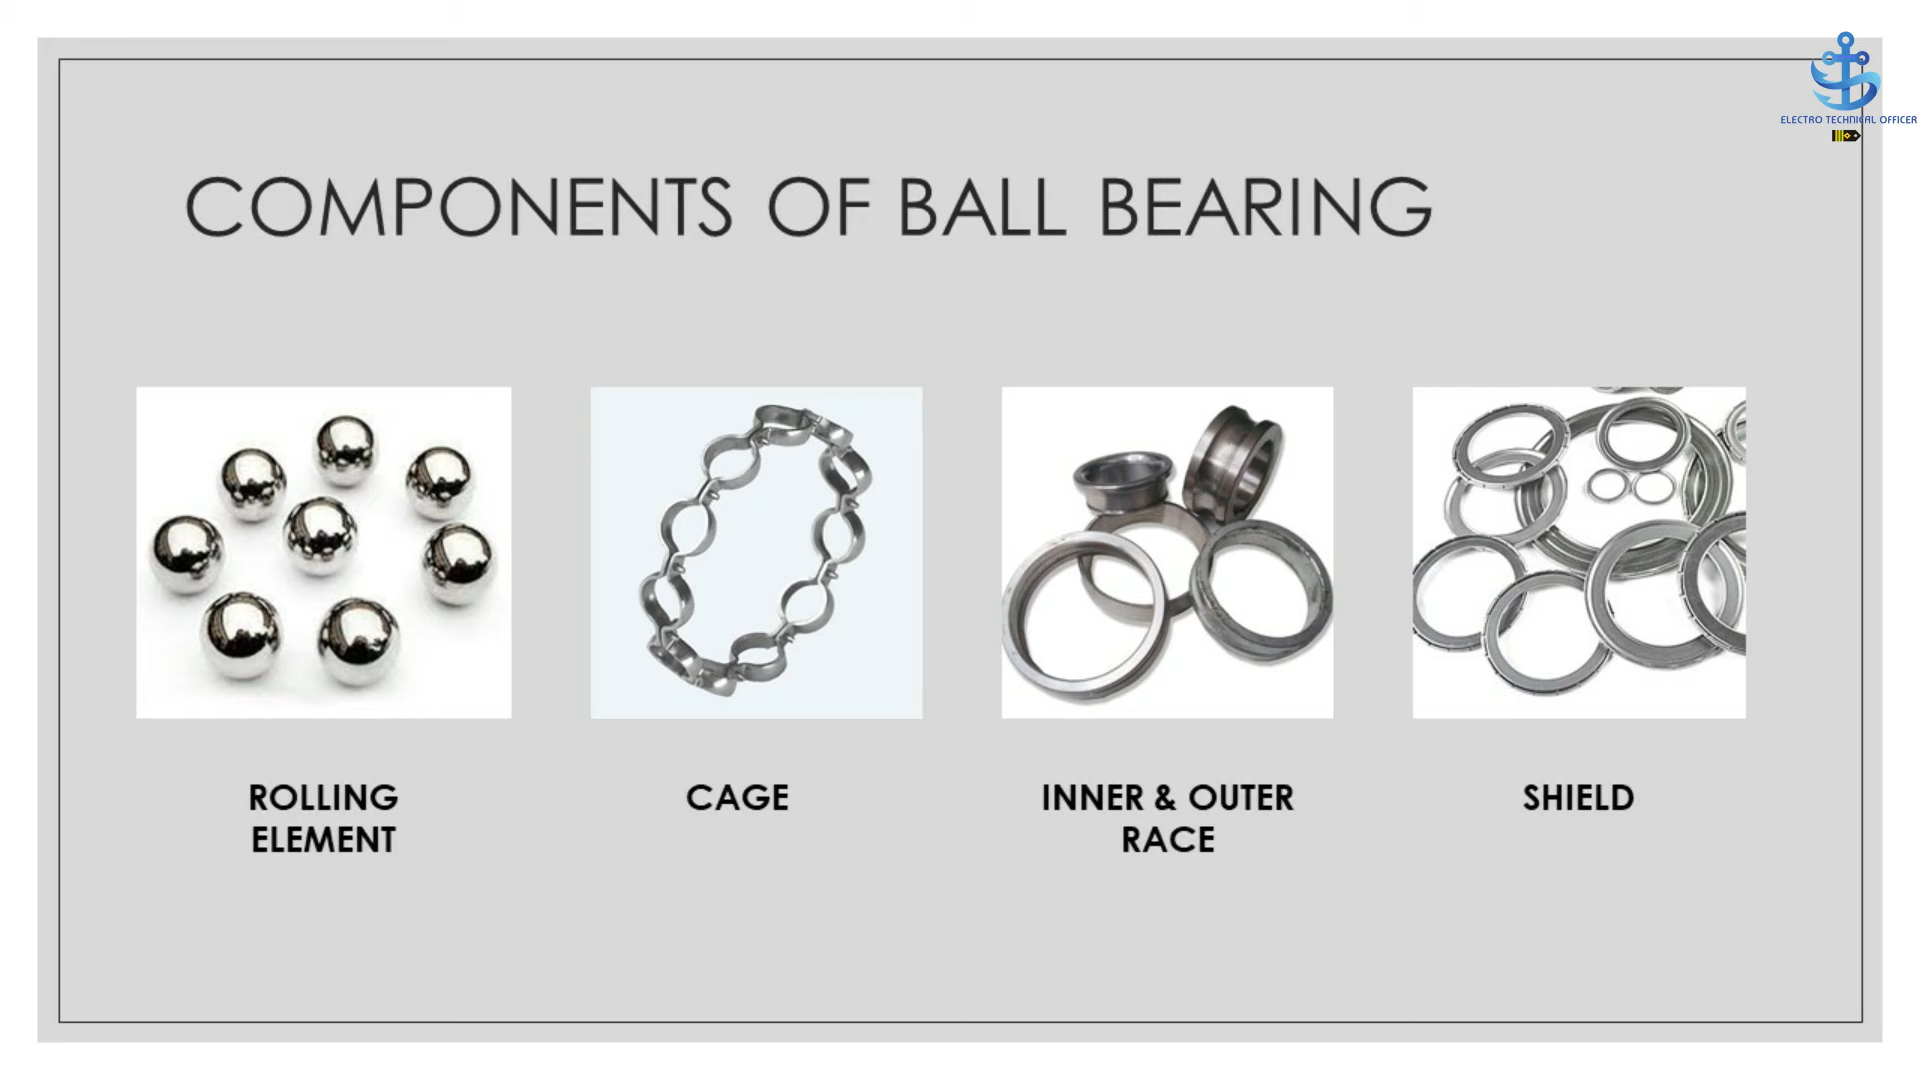 ELECTRO TECHNICAL OFFICER
COMPONENTS OF BALL BEARING
ROLLING
ELEMENT
CAGE
INNER & OUTER
RACE
SHIELD